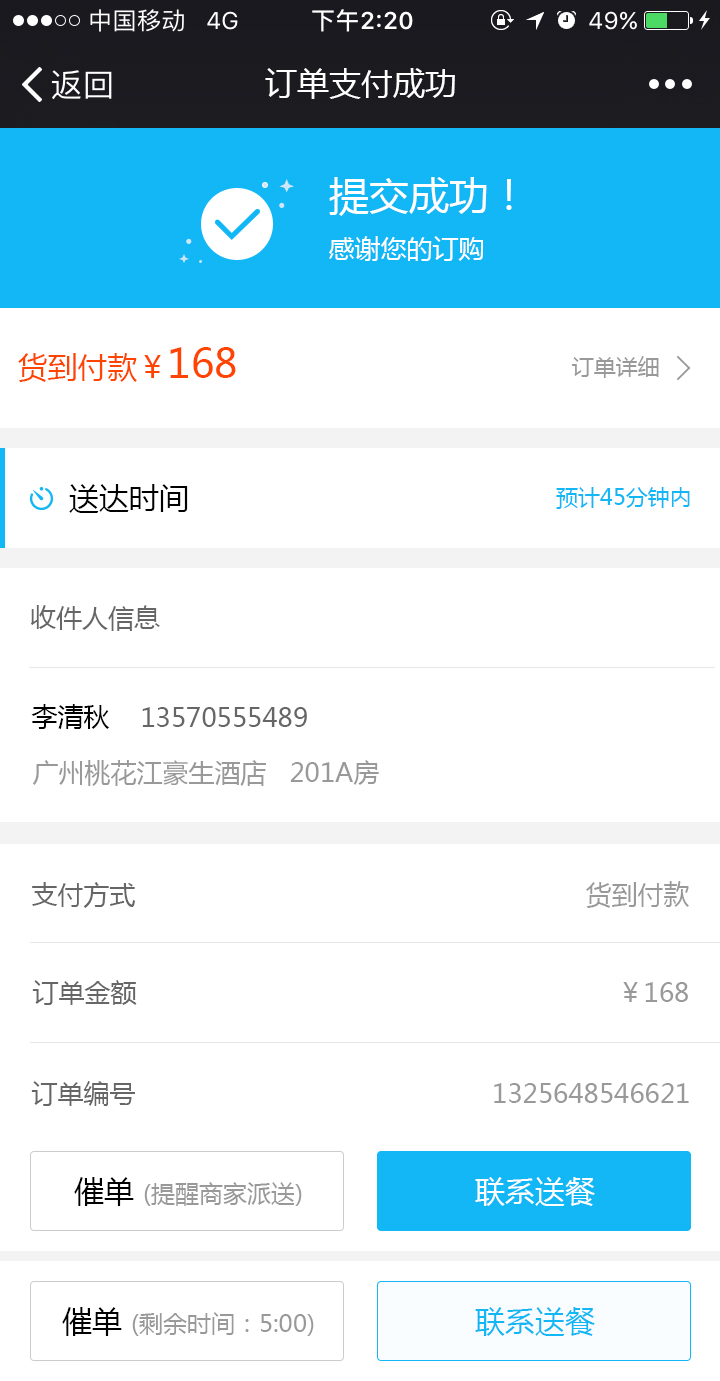 中国移动 4G 下午2:20 49%
返回 订单支付成功
提交成功！
感谢您的订购
货到付款￥168 订单详细
送达时间 预计45分钟内
收件人信息
李清秋 13570555489
广州桃花江豪生酒店 201A房
支付方式 货到付款
订单金额 ￥168
订单编号 1325648546621
催单 (提醒商家派送) 联系送餐
催单 (剩余时间：5:00) 联系送餐